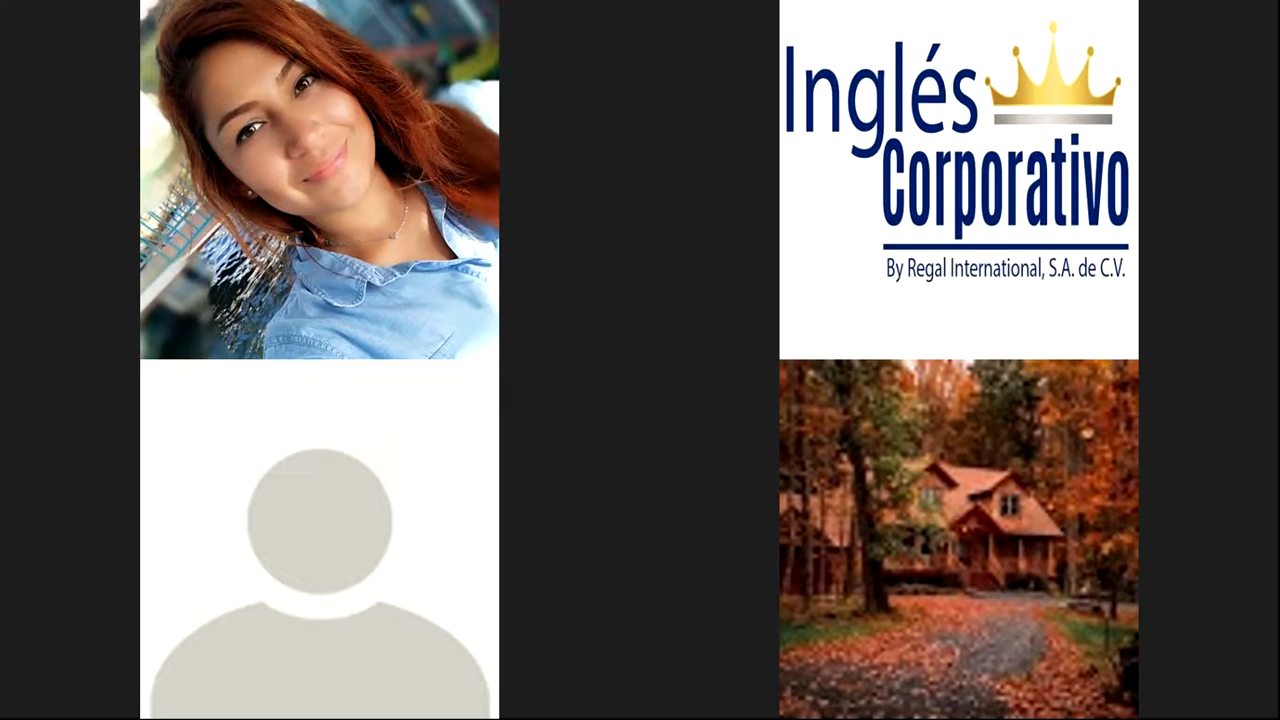 Inglés
Corporativo
By Regal International, S.A. de C.V.